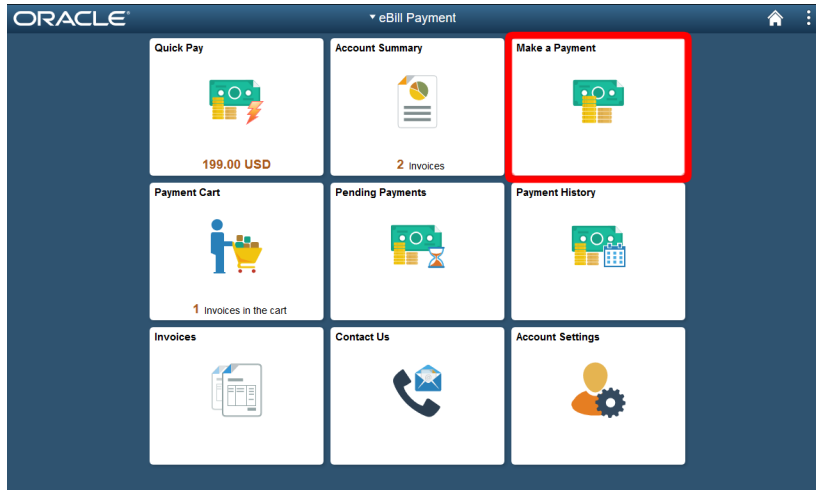 ORACLE
eBill Payment
Quick Pay
199.00 USD
Account Summary
2 Invoices
Make a Payment
Payment Cart
1 Invoices in the cart
Pending Payments
Payment History
Invoices
Contact Us
Account Settings